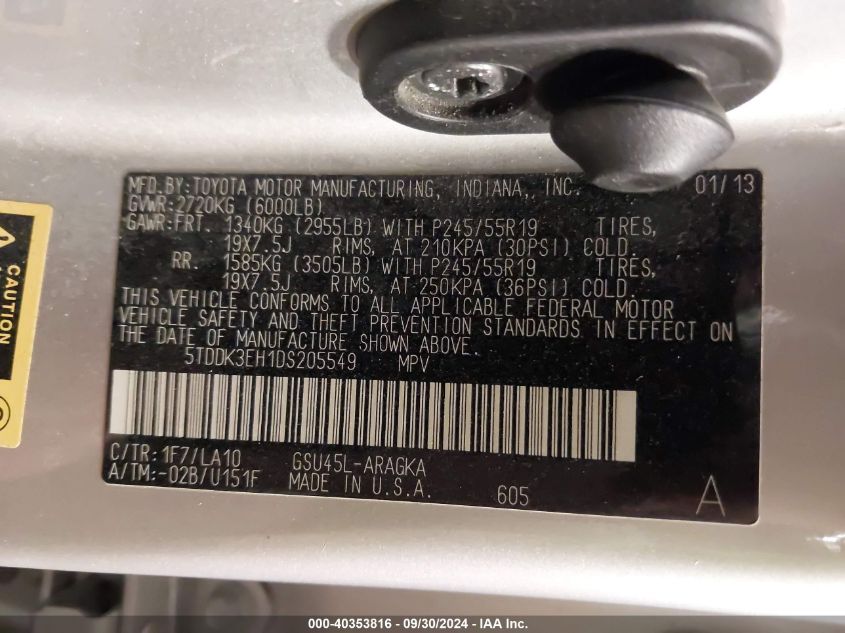 MFD.BY:TOYOTA MOTOR MANUFACTURING, INDIANA,, INC. 01/13
GVWR:2720KG (6000LB)
GAWR:FRT. 1340KG (2955LB) WITH P245/55R19 TIRES,
19X7.5J RIMS, AT 210KPA (30PSI) COLD.
RR. 1585KG (3505LB) WITH P245/55R19 TIRES,
19X7.5J RIMS, AT 250KPA (36PSI) COLD.
THIS VEHICLE CONFORMS TO ALL APPLICABLE FEDERAL MOTOR
VEHICLE SAFETY AND THEFT PREVENTION STANDARDS IN EFFECT ON
THE DATE OF MANUFACTURE SHOWN ABOVE.
5TDDK3EH1DS205549 MPV
C/TR:1F7/LA10 GSU45L-ARAGKA
A/TM:-02B/U151F MADE IN U.S.A. 605 A
CAUTION
000-40353816 - 09/30/2024 - IAA Inc.